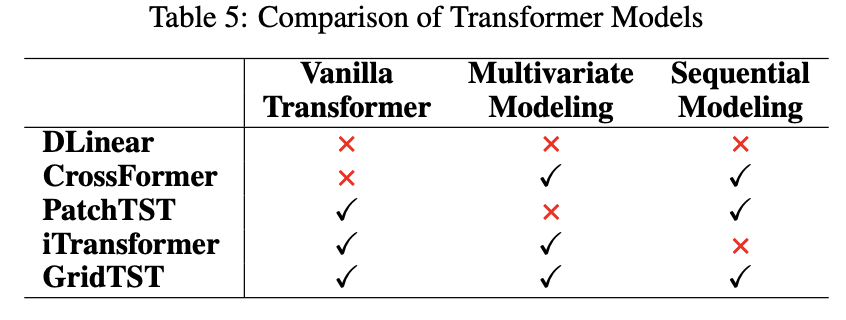 Table 5: Comparison of Transformer Models
Vanilla Transformer Multivariate Modeling Sequential Modeling
DLinear ✗ ✗ ✗
CrossFormer ✗ ✓ ✓
PatchTST ✓ ✗ ✓
iTransformer ✓ ✓ ✗
GridTST ✓ ✓ ✓